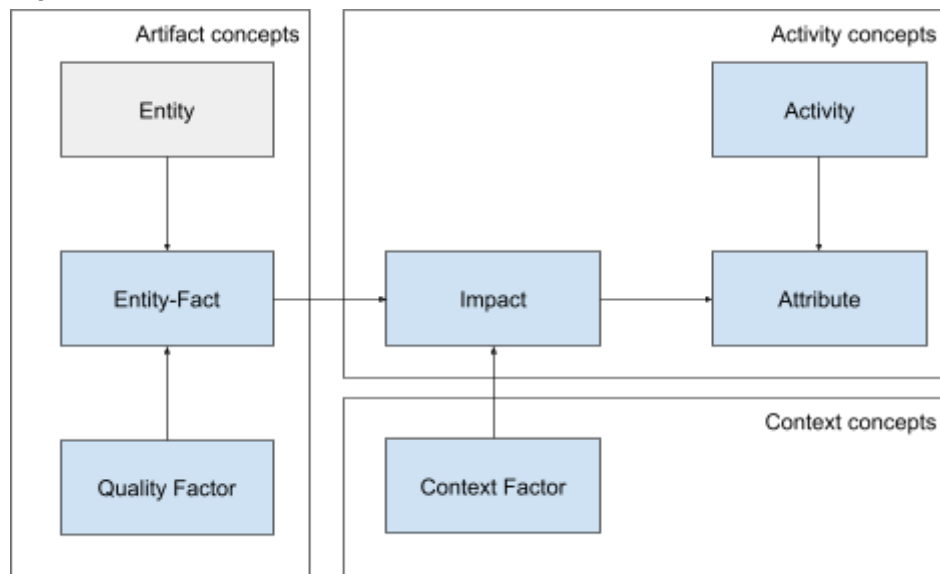 Artifact concepts
Activity concepts
Entity
Activity
Entity-Fact
Impact
Attribute
Context concepts
Quality Factor
Context Factor